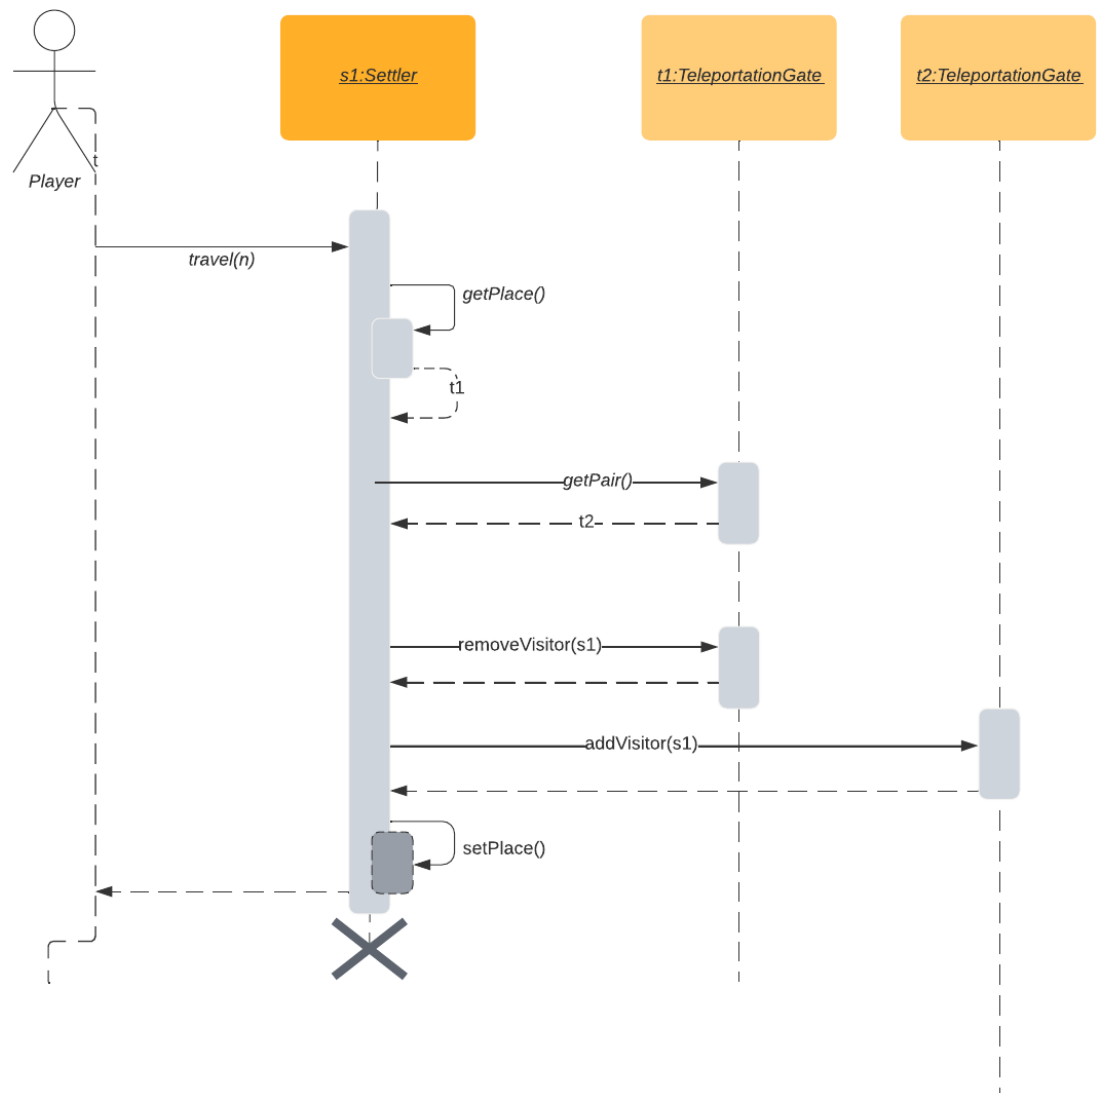 s1:Settler
t1:TeleportationGate
t2:TeleportationGate
t
Player
travel(n)
getPlace()
t1
getPair()
t2
removeVisitor(s1)
addVisitor(s1)
setPlace()